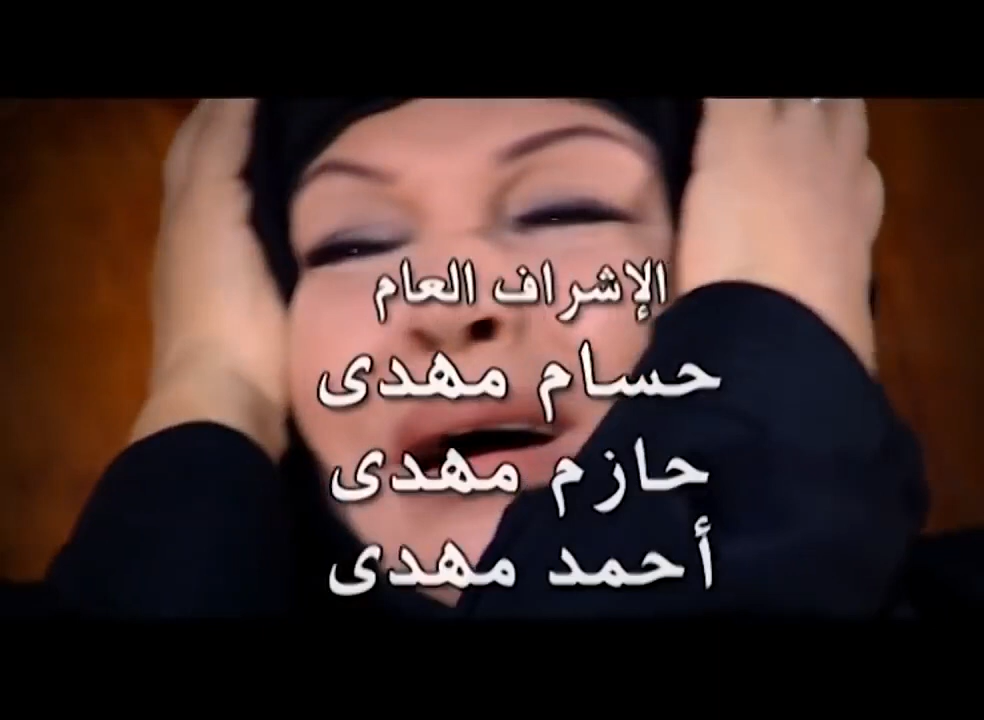 الإشراف العام
حسام مهدى
حازم مهدى
أحمد مهدى